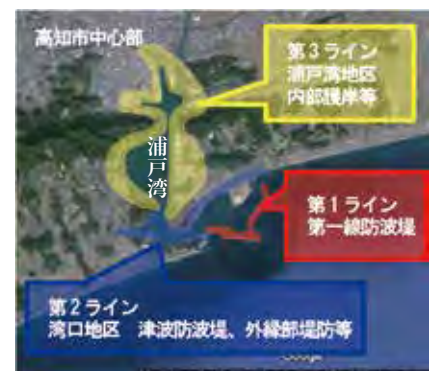 高知市中心部
第3ライン
浦戸湾地区
内部護岸等
浦戸湾
第1ライン
第一線防波堤
第2ライン
湾口地区 津波防波堤、外縁部堤防等
Google